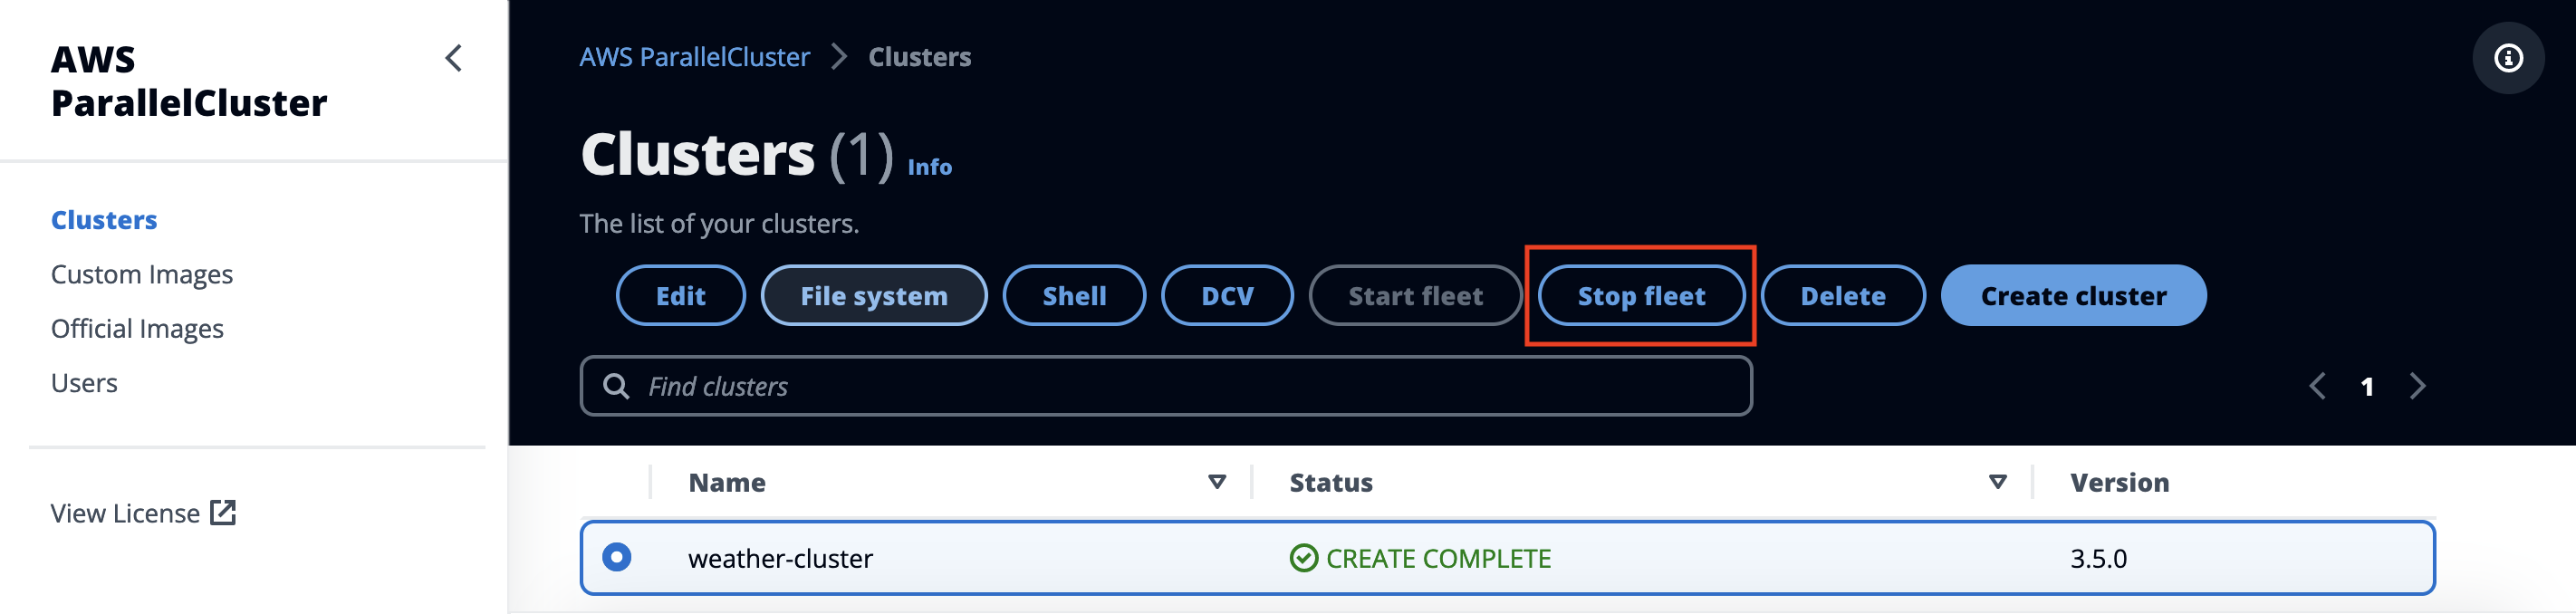 AWS
ParallelCluster
Clusters
Custom Images
Official Images
Users
View License
AWS ParallelCluster > Clusters
Clusters (1) Info
The list of your clusters.
Edit File system Shell DCV Start fleet Stop fleet Delete Create cluster
Find clusters 1
Name Status Version
weather-cluster CREATE COMPLETE 3.5.0